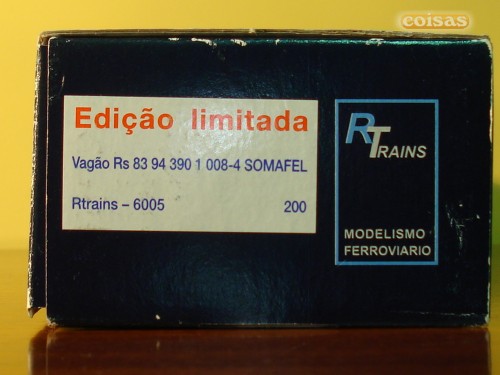 coisas
Edição limitada
Vagão Rs 83 94 390 1 008-4 SOMAFEL
Rtrains – 6005 200
RTRAINS
MODELISMO
FERROVIARIO